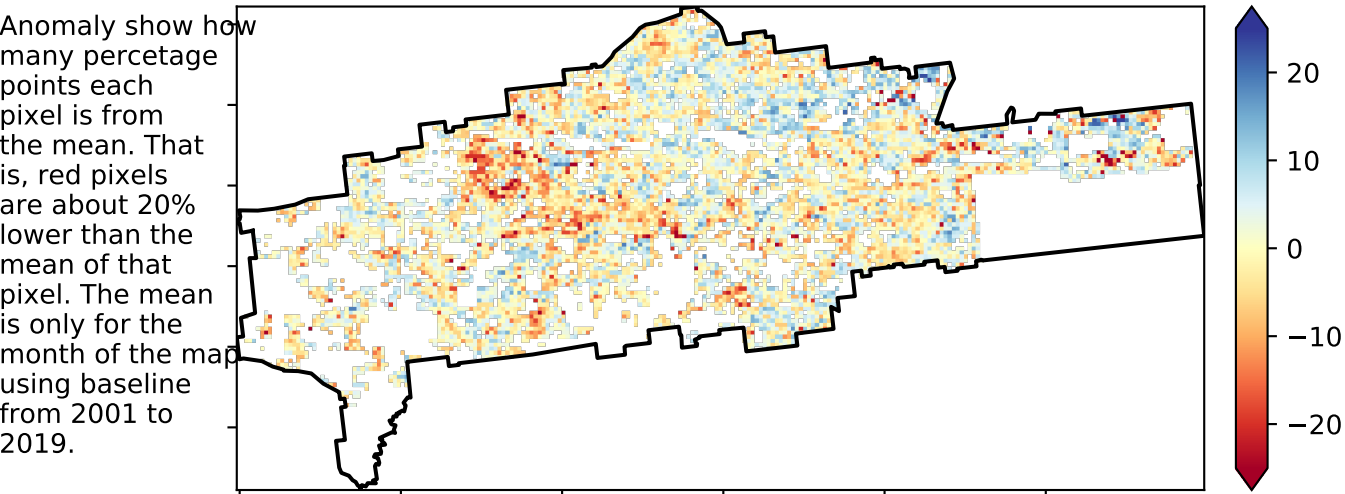 Anomaly show how
many percetage
points each
pixel is from
the mean. That
is, red pixels
are about 20%
lower than the
mean of that
pixel. The mean
is only for the
month of the map
using baseline
from 2001 to
2019.
20
10
0
−10
−20